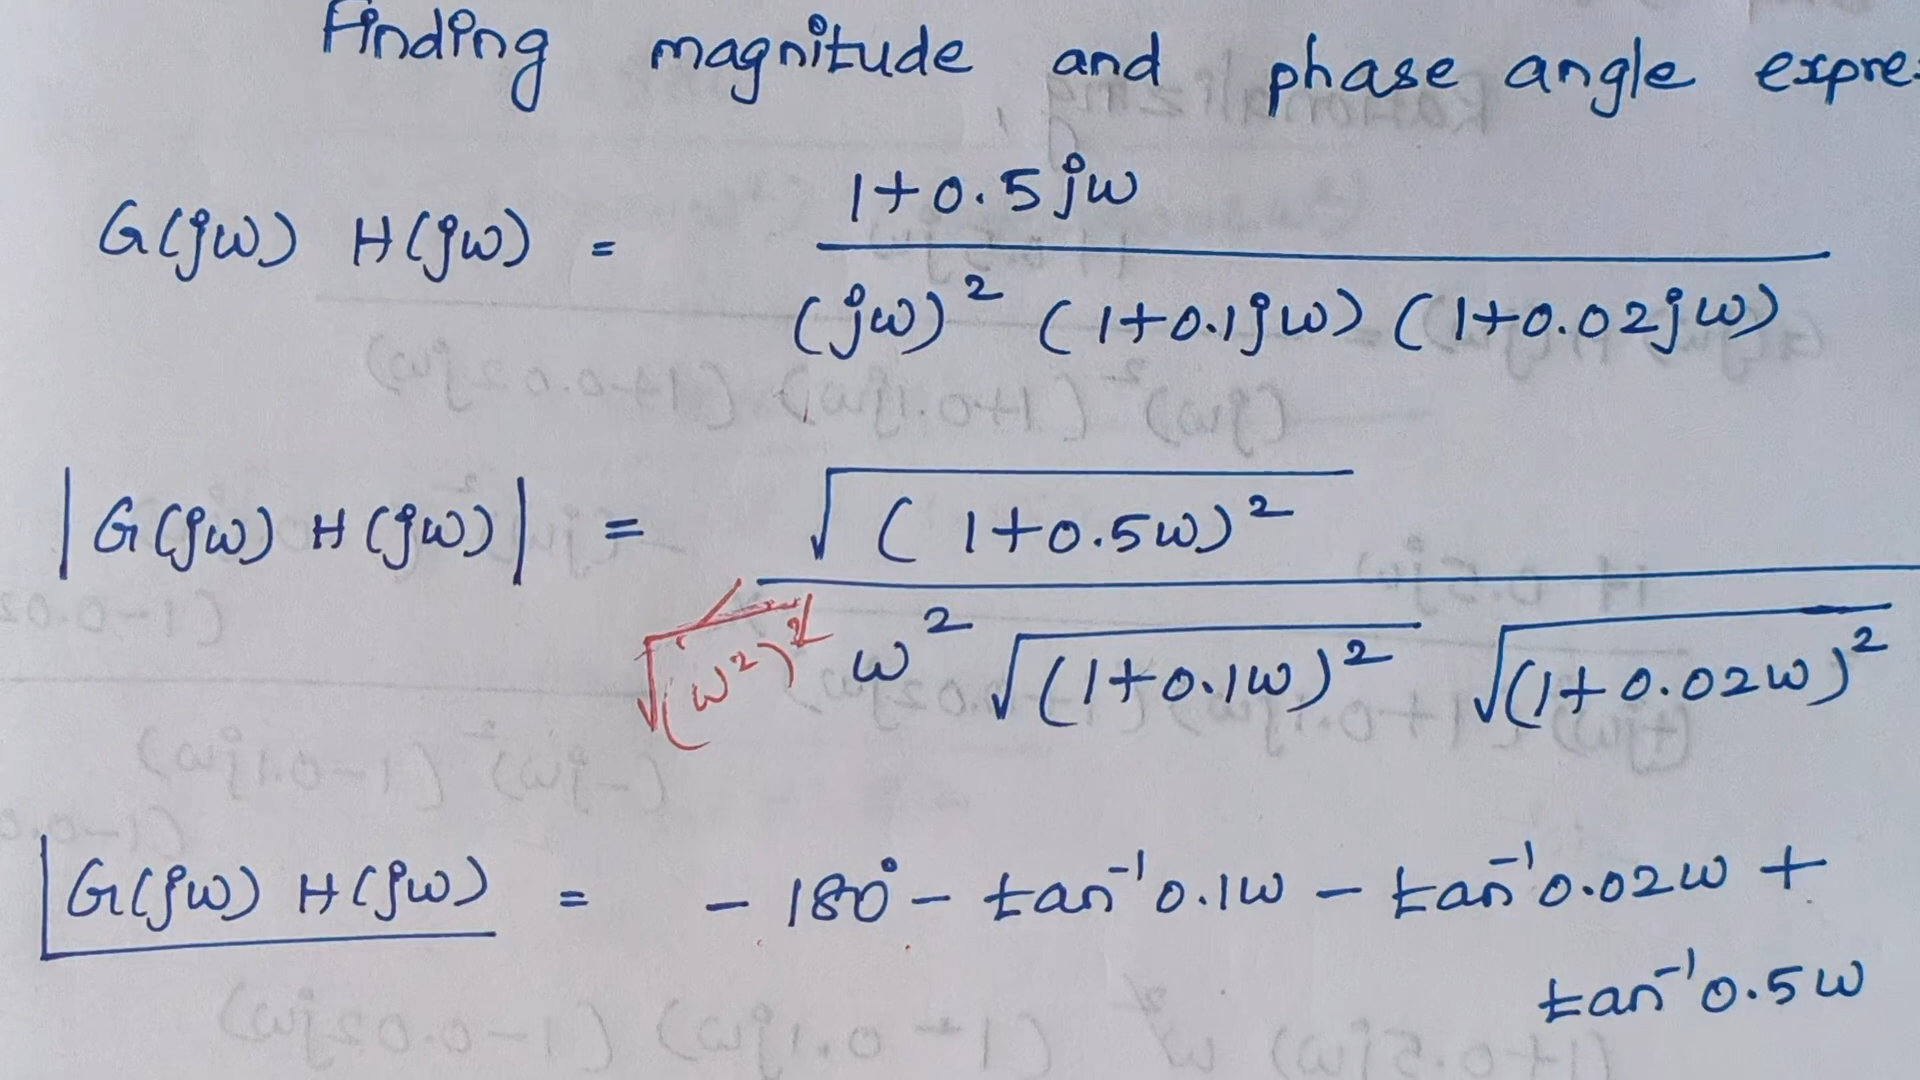 Finding magnitude and phase angle expre
G(jω) H(jω) = 1+0.5jω / (jω)² (1+0.1jω) (1+0.02jω)
|G(jω) H(jω)| = √(1+0.5ω)² / √(ω²)² ω² √(1+0.1ω)² √(1+0.02ω)²
∠G(jω) H(jω) = -180° - tan⁻¹0.1ω - tan⁻¹0.02ω +
tan⁻¹0.5ω